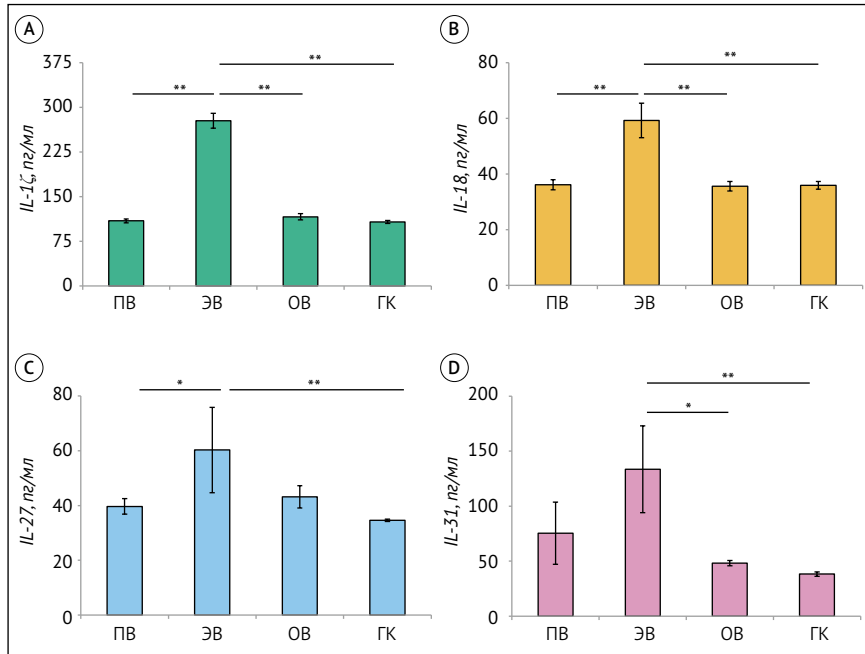 A
IL-1ζ, пг/мл
375
300
225
150
75
0
**
**
**
ПВ ЭВ ОВ ГК
B
IL-18, пг/мл
80
60
40
20
0
**
**
**
ПВ ЭВ ОВ ГК
C
IL-27, пг/мл
80
60
40
20
0
*
**
ПВ ЭВ ОВ ГК
D
IL-31, пг/мл
200
150
100
50
0
**
*
ПВ ЭВ ОВ ГК